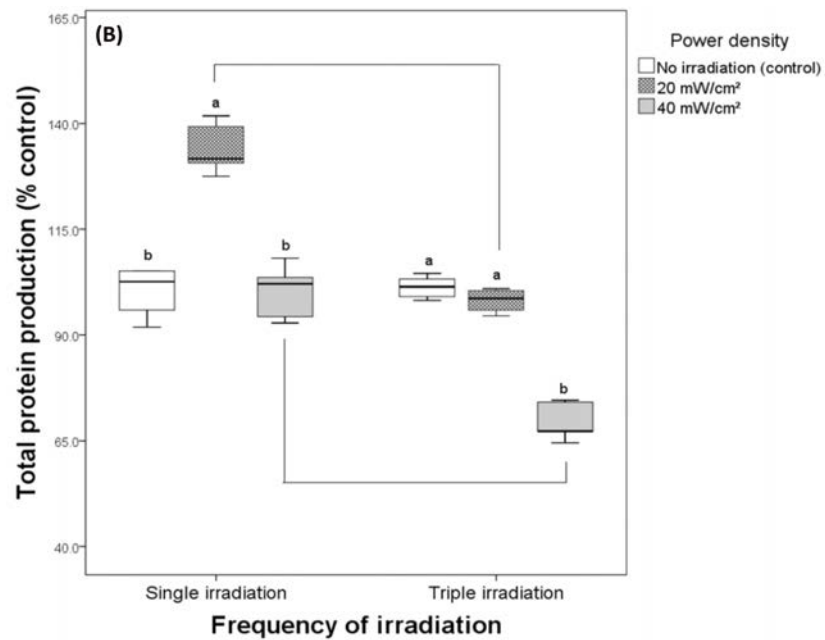 (B)
Total protein production (% control)
165.0
140.0
115.0
90.0
65.0
40.0
a
b
b
a
a
b
Single irradiation
Triple irradiation
Frequency of irradiation
Power density
No irradiation (control)
20 mW/cm²
40 mW/cm²